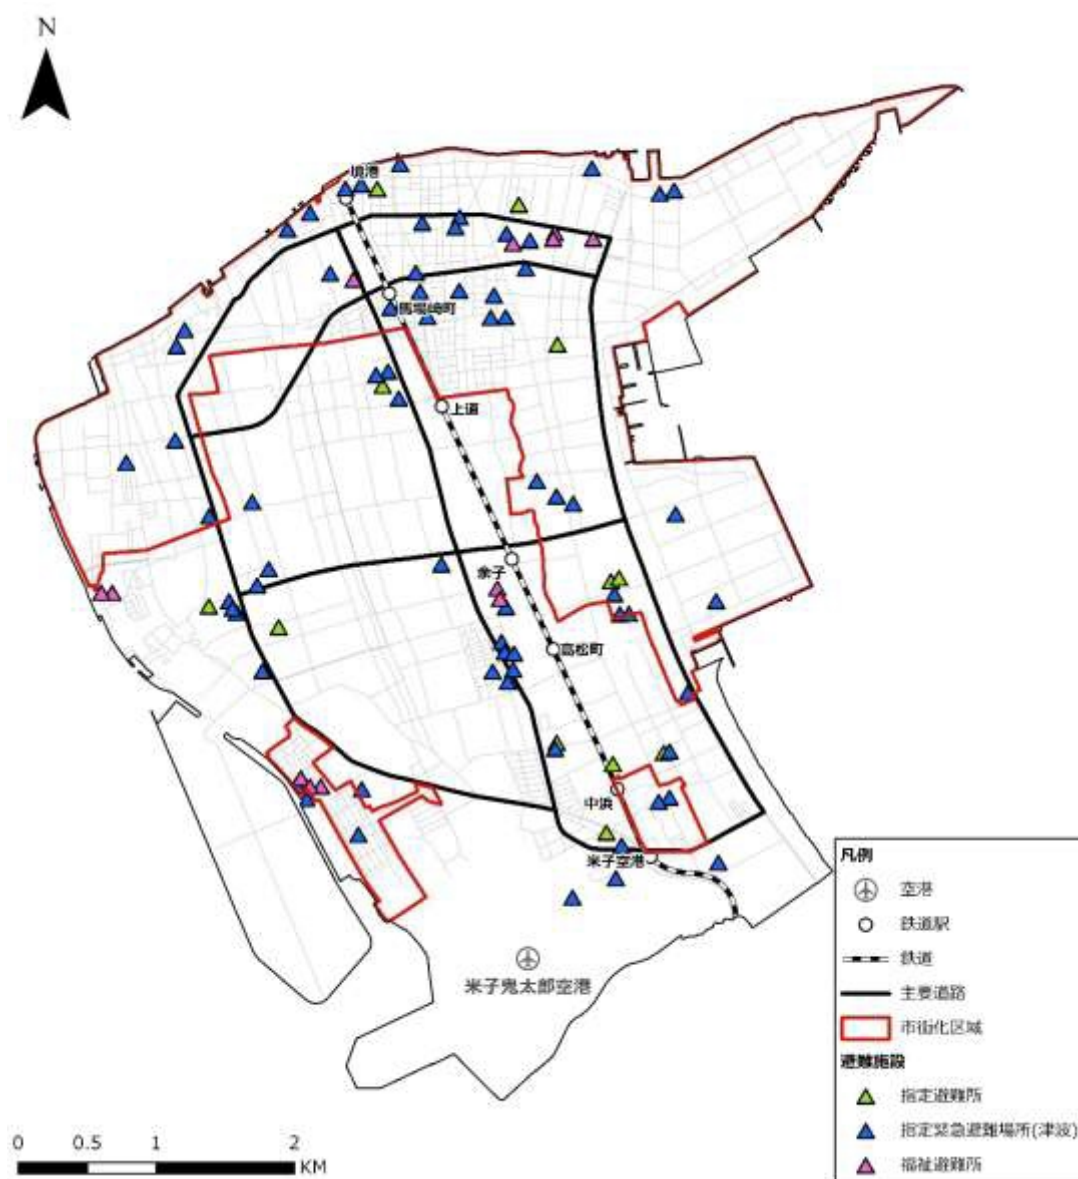 N
境港
馬場崎町
上道
余子
高松町
中浜
米子空港
米子鬼太郎空港
凡例
空港
鉄道駅
鉄道
主要道路
市街化区域
避難施設
指定避難所
指定緊急避難場所(津波)
福祉避難所
0 0.5 1 2
KM